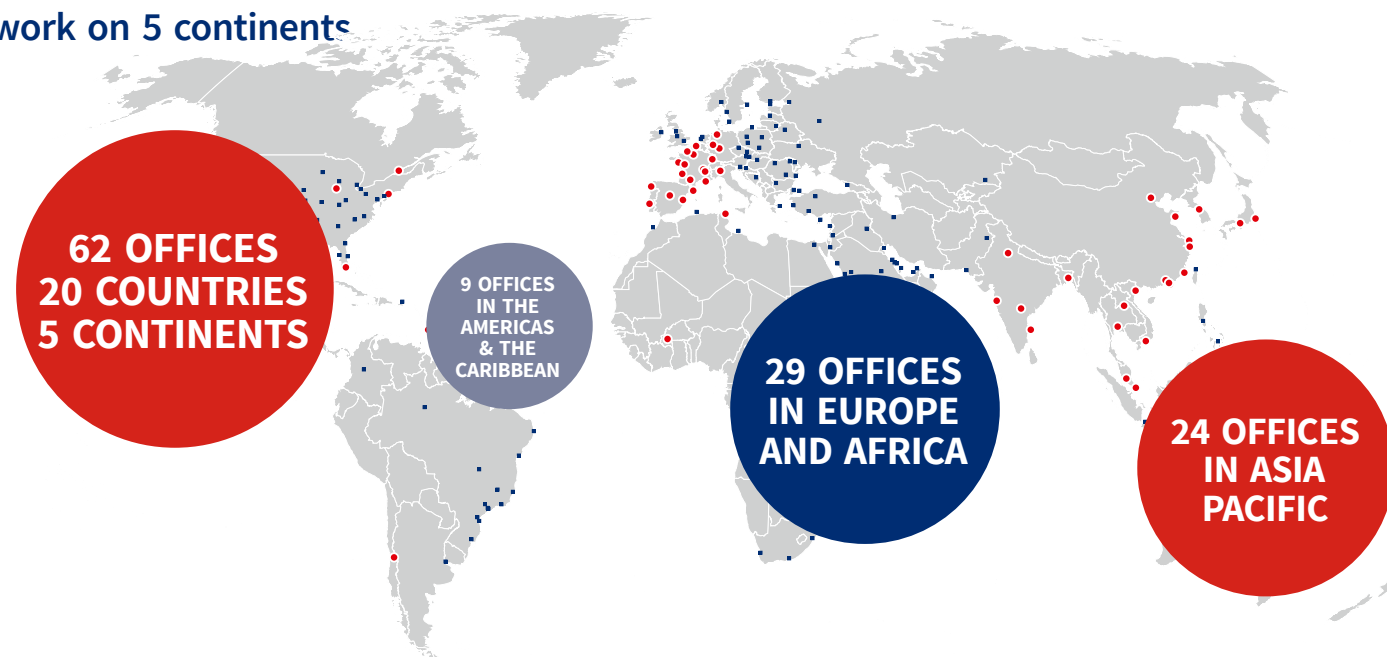 work on 5 continents
62 OFFICES
20 COUNTRIES
5 CONTINENTS
9 OFFICES
IN THE
AMERICAS
& THE
CARIBBEAN
29 OFFICES
IN EUROPE
AND AFRICA
24 OFFICES
IN ASIA
PACIFIC